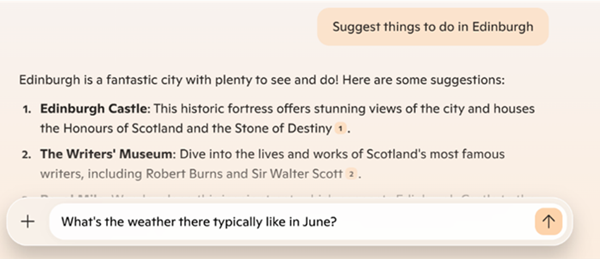 Suggest things to do in Edinburgh
Edinburgh is a fantastic city with plenty to see and do! Here are some suggestions:
1. Edinburgh Castle: This historic fortress offers stunning views of the city and houses
the Honours of Scotland and the Stone of Destiny 1 .
2. The Writers' Museum: Dive into the lives and works of Scotland's most famous
writers, including Robert Burns and Sir Walter Scott 2 .
What's the weather there typically like in June?